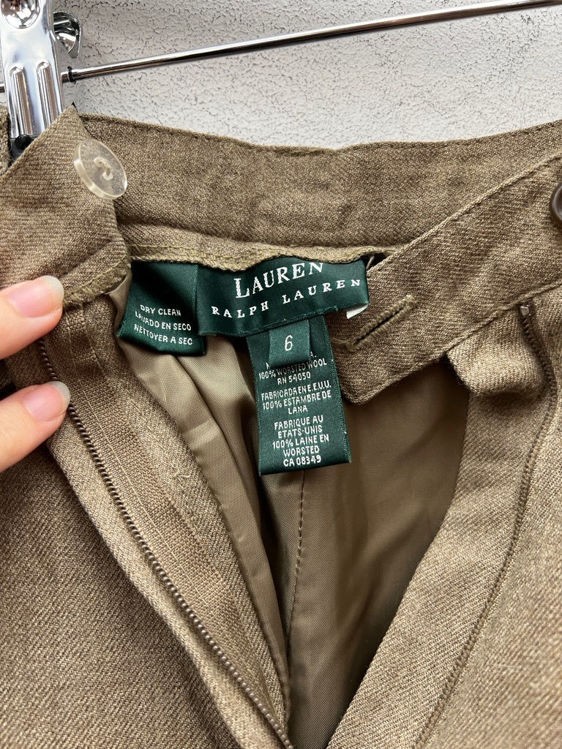 LAUREN
RALPH LAUREN
DRY CLEAN
LAVADO EN SECO
NETTOYER A SEC
6
100% WORSTED WOOL
RN 54050
FABRICADA EN E.U.U.
100% ESTAMBRE DE
LANA
FABRIQUE AU
ETATS-UNIS
100% LAINE EN
WORSTED
CA 08349